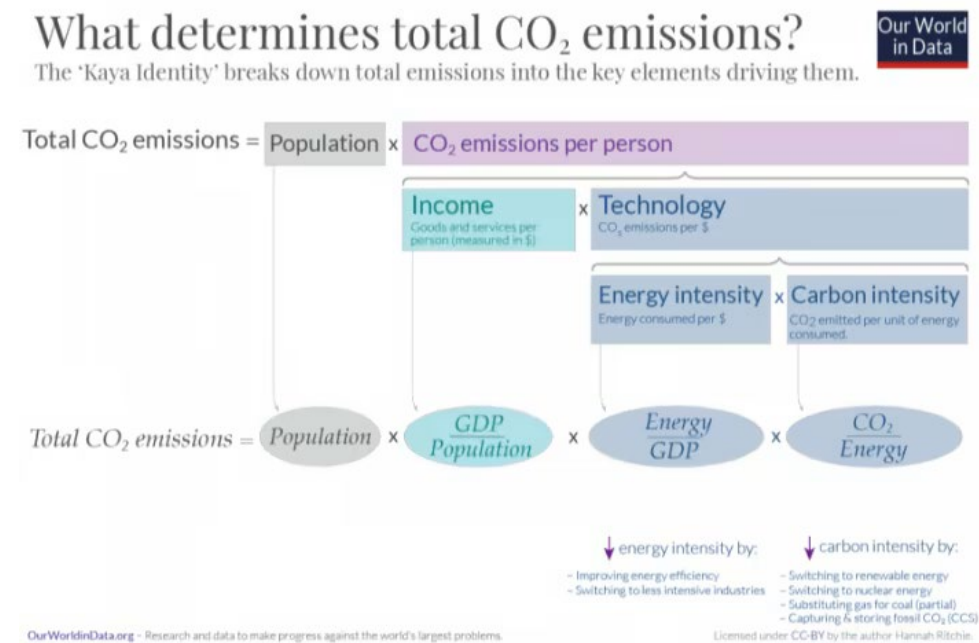 What determines total CO₂ emissions?
Our World
in Data
The 'Kaya Identity' breaks down total emissions into the key elements driving them.
Total CO₂ emissions = Population x CO₂ emissions per person
Income x Technology
Goods and services per
person (measured in $)
CO₂ emissions per $
Energy intensity x Carbon intensity
Energy consumed per $
CO2 emitted per unit of energy
consumed.
Total CO₂ emissions = Population x GDP/Population x Energy/GDP x CO₂/Energy
↓ energy intensity by:
- Improving energy efficiency
- Switching to less intensive industries
↓ carbon intensity by:
- Switching to renewable energy
- Switching to nuclear energy
- Substituting gas for coal (partial)
- Capturing & storing fossil CO₂ (CCS)
OurWorldinData.org - Research and data to make progress against the world's largest problems.
Licensed under CC-BY by the author Hannah Ritchie